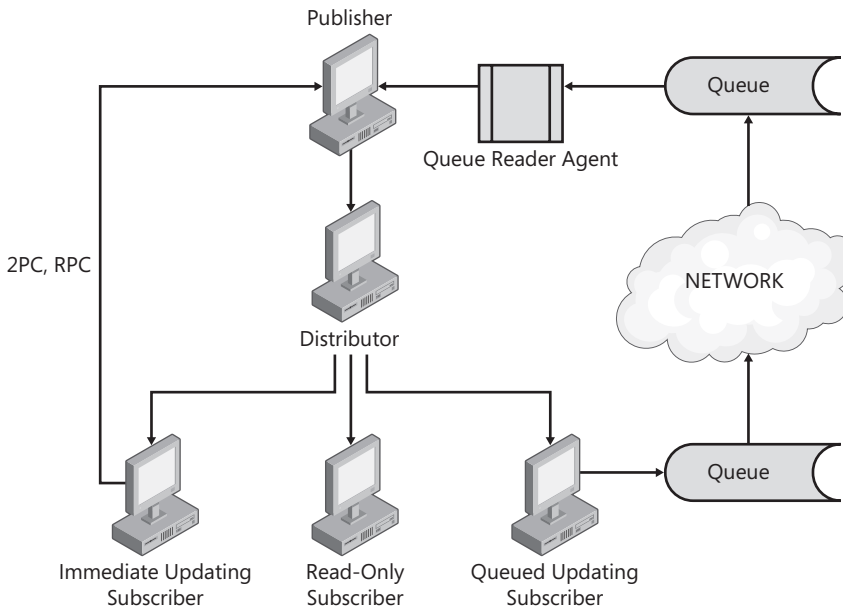 Publisher
Queue
Queue Reader Agent
2PC, RPC
NETWORK
Distributor
Queue
Immediate Updating
Subscriber
Read-Only
Subscriber
Queued Updating
Subscriber